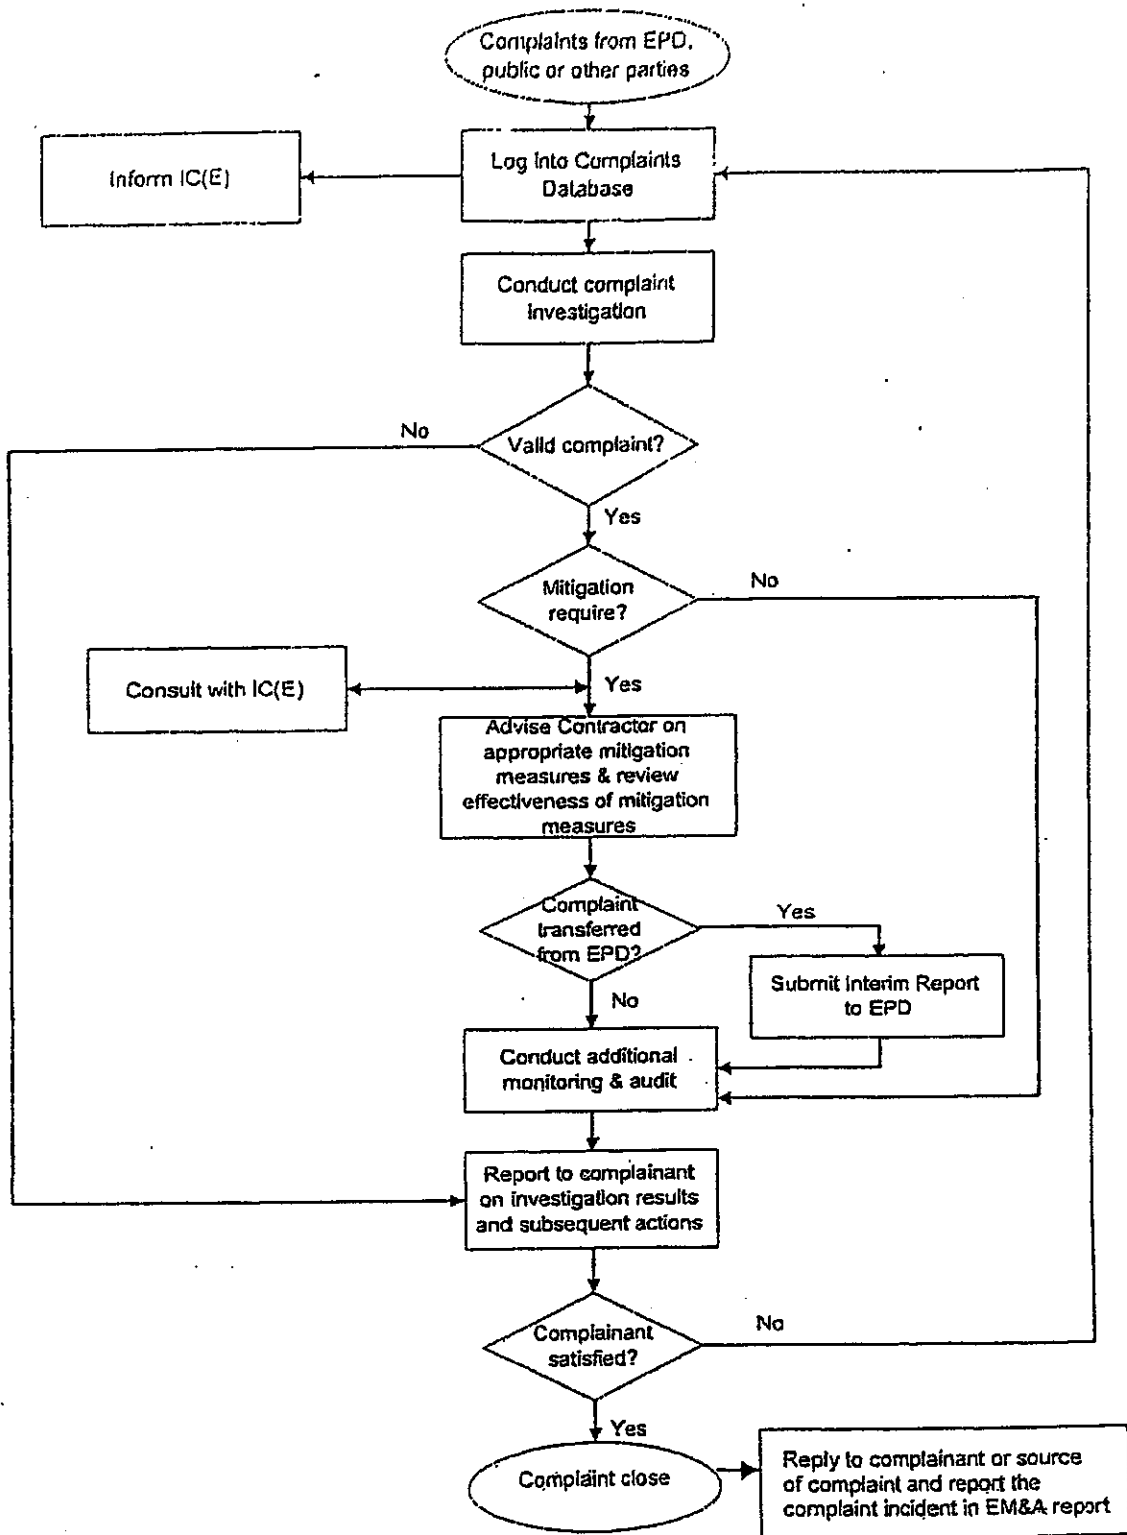 Complaints from EPD,
public or other parties
Inform IC(E)
Log into Complaints
Database
Conduct complaint
investigation
No
Valid complaint?
Yes
Mitigation
require?
No
Consult with IC(E)
Yes
Advise Contractor on
appropriate mitigation
measures & review
effectiveness of mitigation
measures
Complaint
transferred
from EPD?
Yes
Submit Interim Report
to EPD
No
Conduct additional
monitoring & audit
Report to complainant
on investigation results
and subsequent actions
Complainant
satisfied?
No
Yes
Complaint close
Reply to complainant or source
of complaint and report the
complaint incident in EM&A report